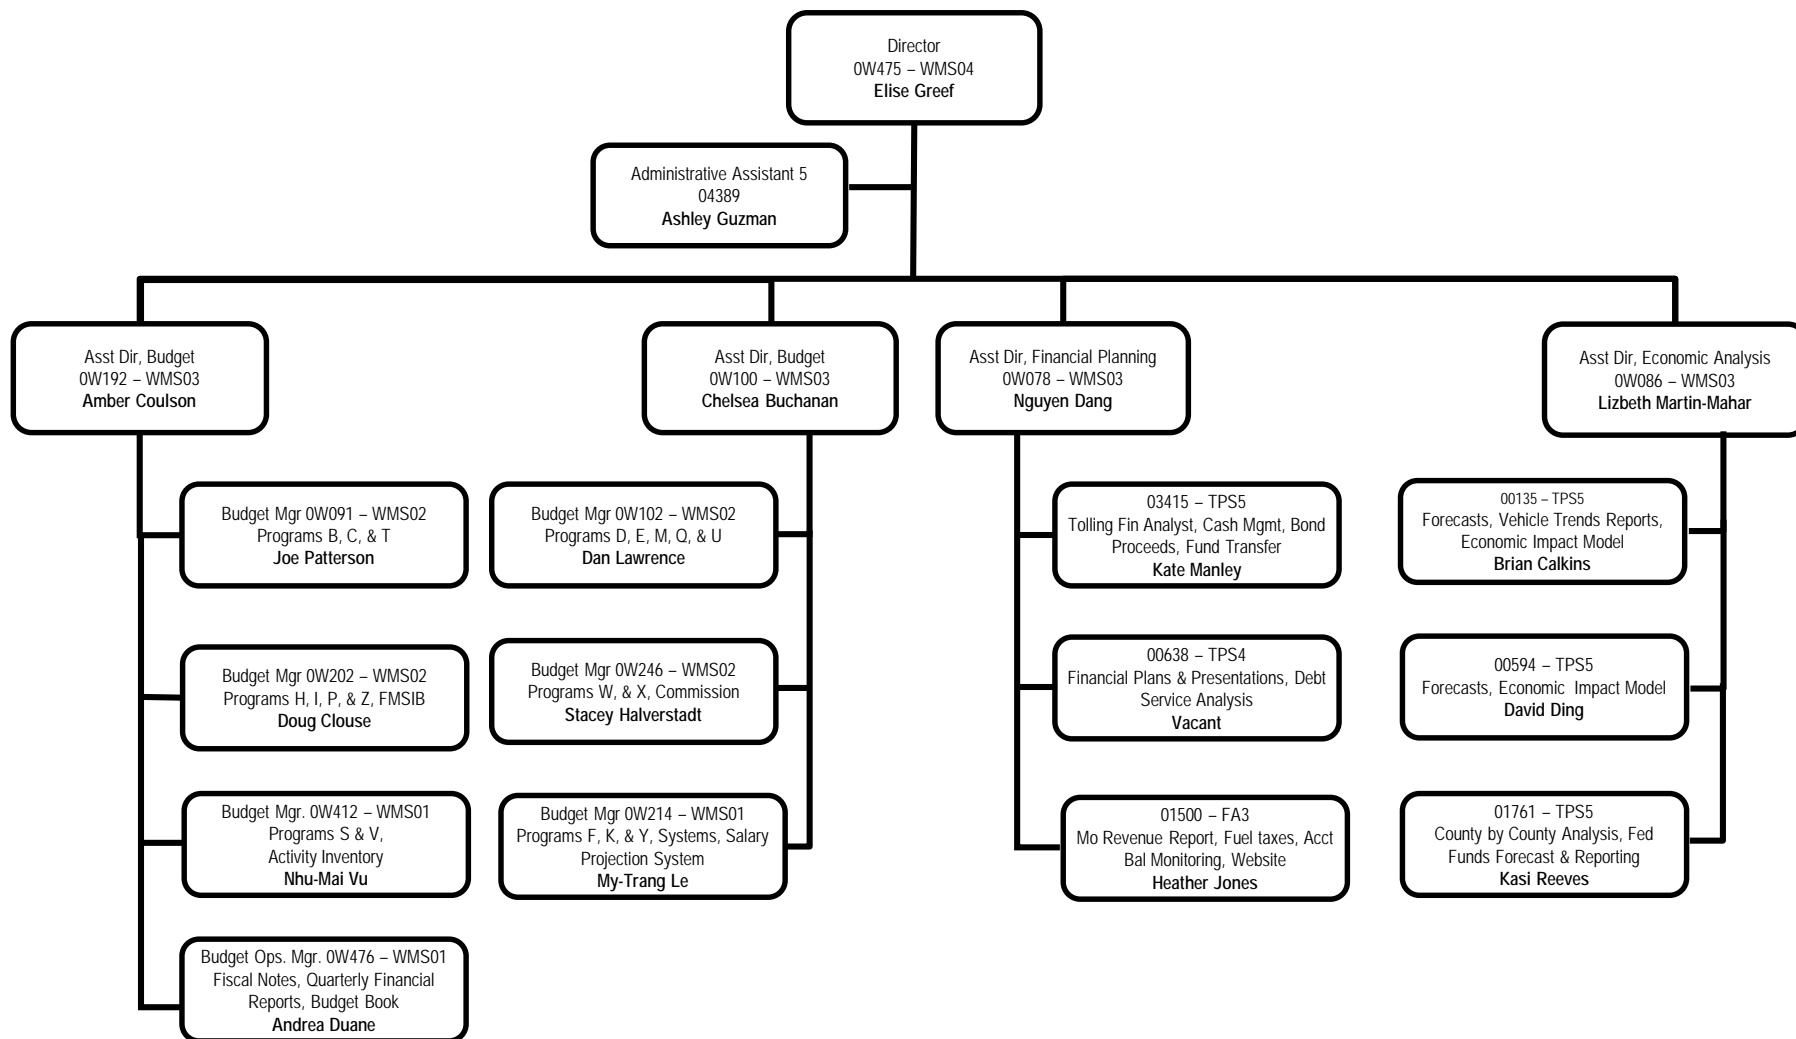 Director
0W475 – WMS04
Elise Greef
Administrative Assistant 5
04389
Ashley Guzman
Asst Dir, Budget
0W192 – WMS03
Amber Coulson
Asst Dir, Budget
0W100 – WMS03
Chelsea Buchanan
Asst Dir, Financial Planning
0W078 – WMS03
Nguyen Dang
Asst Dir, Economic Analysis
0W086 – WMS03
Lizbeth Martin-Mahar
Budget Mgr 0W091 – WMS02
Programs B, C, & T
Joe Patterson
Budget Mgr 0W102 – WMS02
Programs D, E, M, Q, & U
Dan Lawrence
03415 – TPS5
Tolling Fin Analyst, Cash Mgmt, Bond
Proceeds, Fund Transfer
Kate Manley
00135 – TPS5
Forecasts, Vehicle Trends Reports,
Economic Impact Model
Brian Calkins
Budget Mgr 0W202 – WMS02
Programs H, I, P, & Z, FMSIB
Doug Clouse
Budget Mgr 0W246 – WMS02
Programs W, & X, Commission
Stacey Halverstadt
00638 – TPS4
Financial Plans & Presentations, Debt
Service Analysis
Vacant
00594 – TPS5
Forecasts, Economic Impact Model
David Ding
Budget Mgr. 0W412 – WMS01
Programs S & V,
Activity Inventory
Nhu-Mai Vu
Budget Mgr 0W214 – WMS01
Programs F, K, & Y, Systems, Salary
Projection System
My-Trang Le
01500 – FA3
Mo Revenue Report, Fuel taxes, Acct
Bal Monitoring, Website
Heather Jones
01761 – TPS5
County by County Analysis, Fed
Funds Forecast & Reporting
Kasi Reeves
Budget Ops. Mgr. 0W476 – WMS01
Fiscal Notes, Quarterly Financial
Reports, Budget Book
Andrea Duane